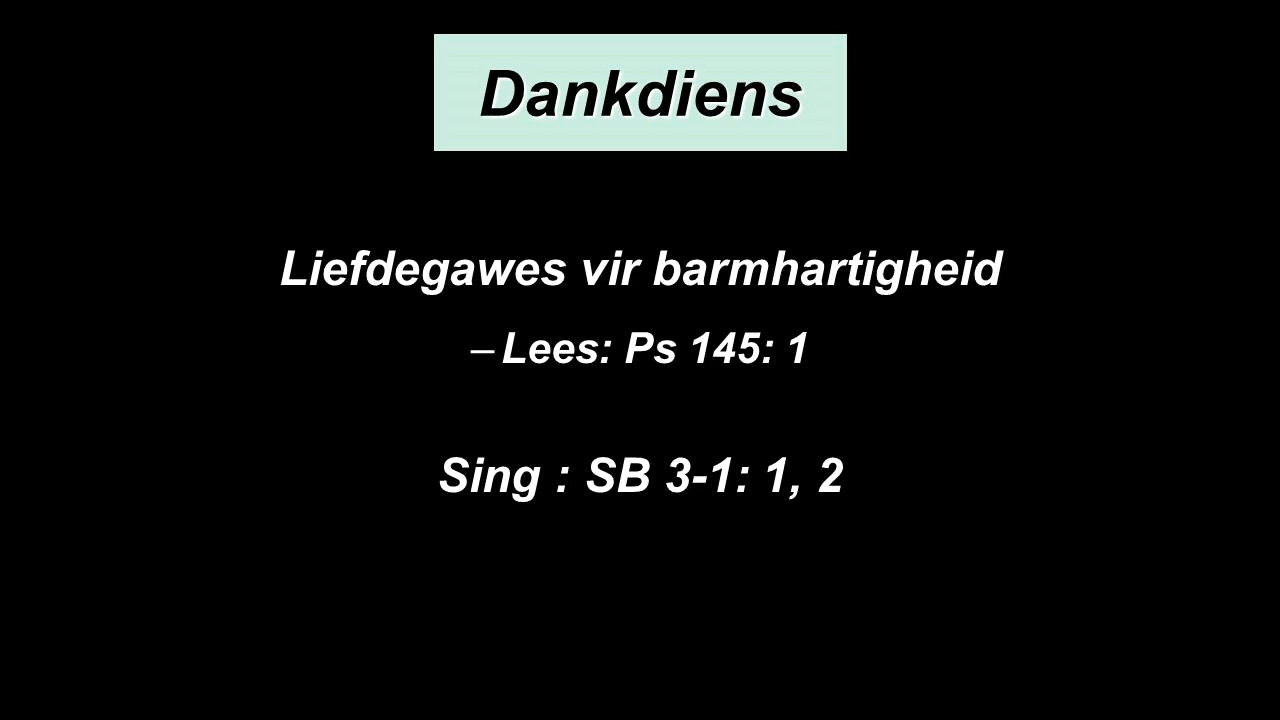 Dankdiens
Liefdegawes vir barmhartigheid
– Lees: Ps 145: 1
Sing : SB 3-1: 1, 2